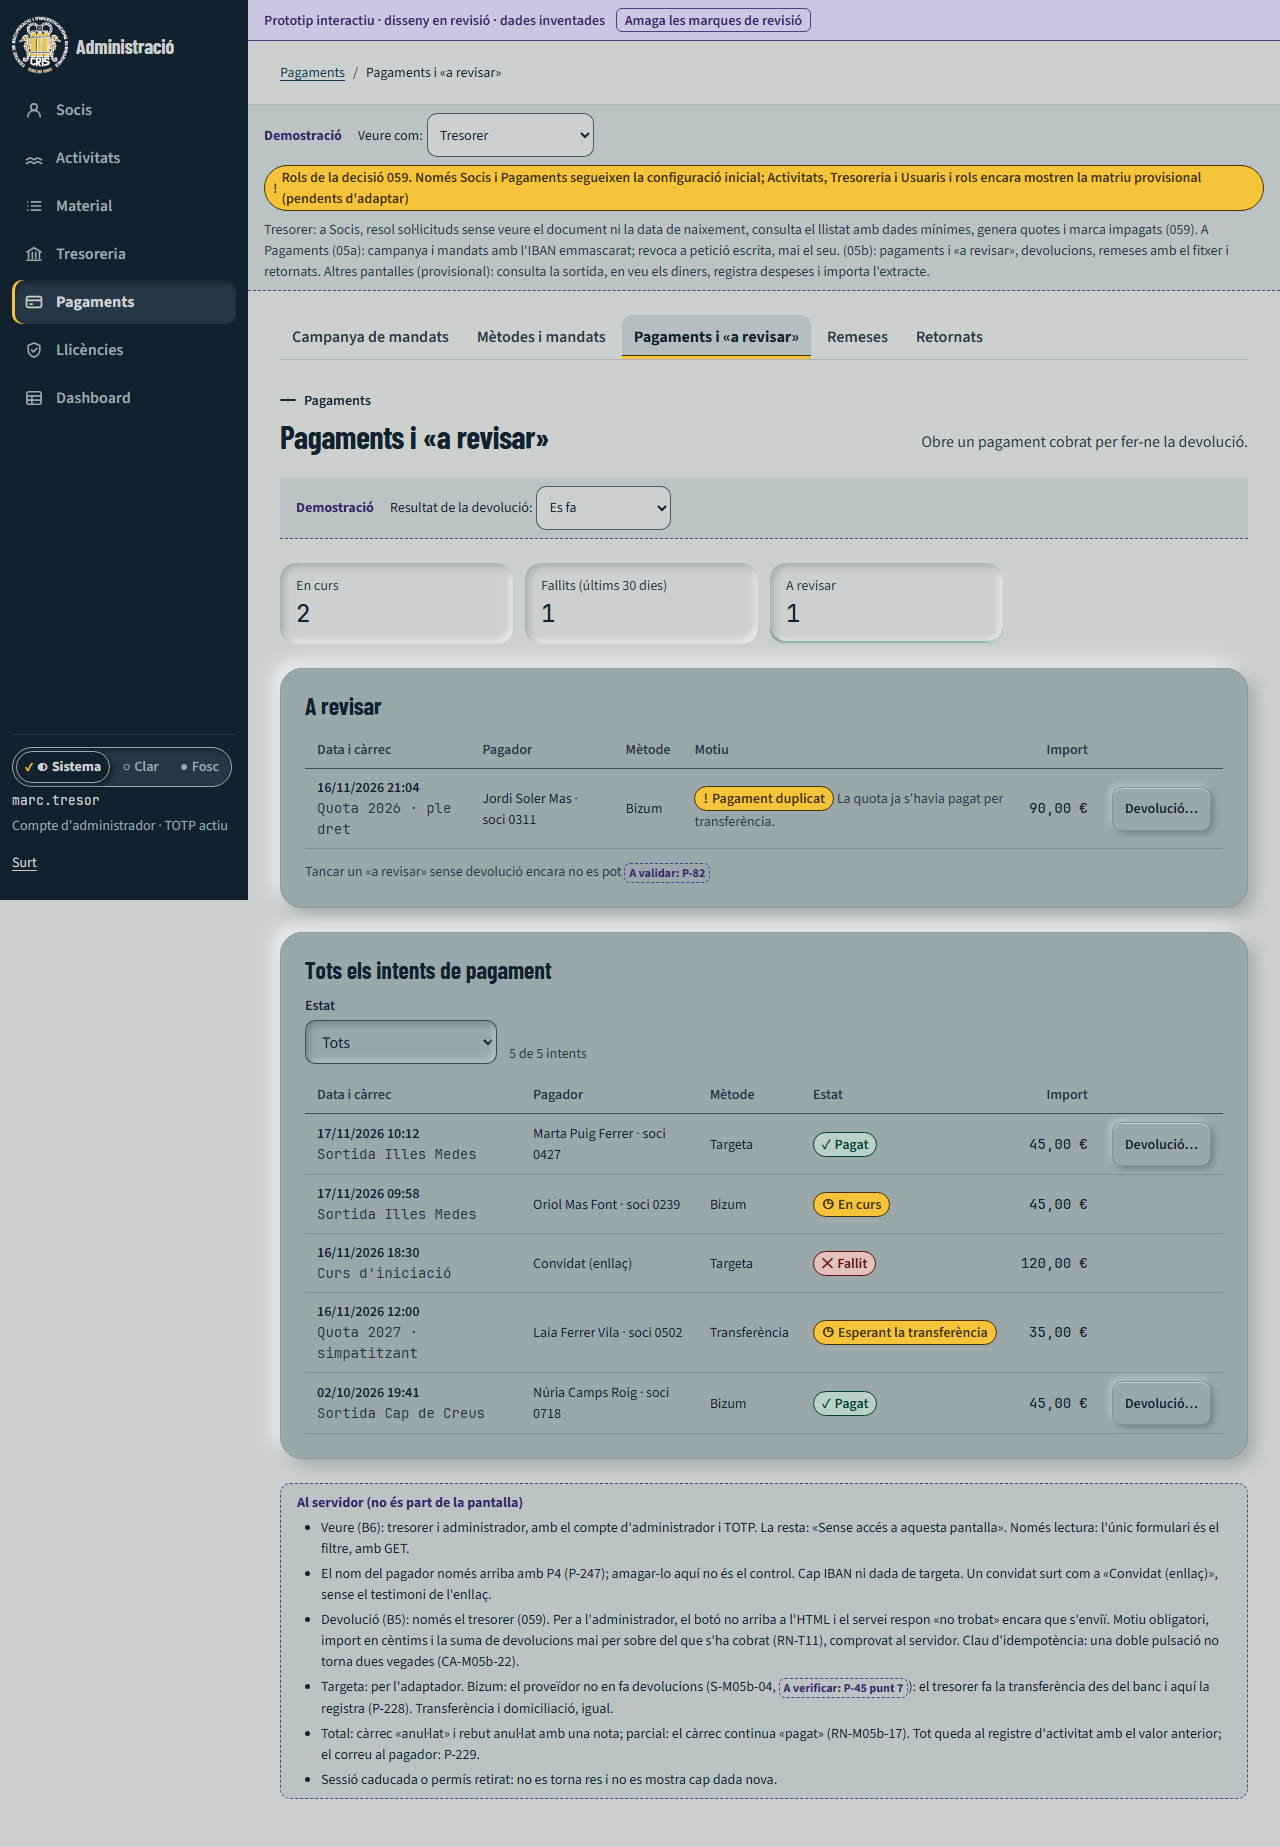 CRIS
Administració
Socis
Activitats
Material
Tresoreria
Pagaments
Llicències
Dashboard
✓ ◐ Sistema ○ Clar ● Fosc
marc.tresor
Compte d'administrador · TOTP actiu
Surt
Prototip interactiu · disseny en revisió · dades inventades Amaga les marques de revisió
Pagaments / Pagaments i «a revisar»
Demostració Veure com: Tresorer
! Rols de la decisió 059. Només Socis i Pagaments segueixen la configuració inicial; Activitats, Tresoreria i Usuaris i rols encara mostren la matriu provisional
(pendents d'adaptar)
Tresorer: a Socis, resol sol·licituds sense veure el document ni la data de naixement, consulta el llistat amb dades mínimes, genera quotes i marca impagats (059). A
Pagaments (05a): campanya i mandats amb l'IBAN emmascarat; revoca a petició escrita, mai el seu. (05b): pagaments i «a revisar», devolucions, remeses amb el fitxer i
retornats. Altres pantalles (provisional): consulta la sortida, en veu els diners, registra despeses i importa l'extracte.
Campanya de mandats Mètodes i mandats Pagaments i «a revisar» Remeses Retornats
— Pagaments
Pagaments i «a revisar»
Obre un pagament cobrat per fer-ne la devolució.
Demostració Resultat de la devolució: Es fa
En curs
2
Fallits (últims 30 dies)
1
A revisar
1
A revisar
Data i càrrec Pagador Mètode Motiu Import
16/11/2026 21:04
Quota 2026 · ple
dret
Jordi Soler Mas ·
soci 0311
Bizum
! Pagament duplicat La quota ja s'havia pagat per
transferència.
90,00 €
Devolució…
Tancar un «a revisar» sense devolució encara no es pot A validar: P-82
Tots els intents de pagament
Estat
Tots
5 de 5 intents
Data i càrrec Pagador Mètode Estat Import
17/11/2026 10:12
Sortida Illes Medes
Marta Puig Ferrer · soci
0427
Targeta
✓ Pagat
45,00 €
Devolució…
17/11/2026 09:58
Sortida Illes Medes
Oriol Mas Font · soci 0239
Bizum
En curs
45,00 €
16/11/2026 18:30
Curs d'iniciació
Convidat (enllaç)
Targeta
Fallit
120,00 €
16/11/2026 12:00
Quota 2027 ·
simpatitzant
Laia Ferrer Vila · soci 0502
Transferència
Esperant la transferència
35,00 €
02/10/2026 19:41
Sortida Cap de Creus
Núria Camps Roig · soci
0718
Bizum
✓ Pagat
45,00 €
Devolució…
Al servidor (no és part de la pantalla)
• Veure (B6): tresorer i administrador, amb el compte d'administrador i TOTP. La resta: «Sense accés a aquesta pantalla». Només lectura: l'únic formulari és el
filtre, amb GET.
• El nom del pagador només arriba amb P4 (P-247); amagar-lo aquí no és el control. Cap IBAN ni dada de targeta. Un convidat surt com a «Convidat (enllaç)»,
sense el testimoni de l'enllaç.
• Devolució (B5): només el tresorer (059). Per a l'administrador, el botó no arriba a l'HTML i el servei respon «no trobat» encara que s'enviï. Motiu obligatori,
import en cèntims i la suma de devolucions mai per sobre del que s'ha cobrat (RN-T11), comprovat al servidor. Clau d'idempotència: una doble pulsació no
torna dues vegades (CA-M05b-22).
• Targeta: per l'adaptador. Bizum: el proveïdor no en fa devolucions (S-M05b-04, A verificar: P-45 punt 7): el tresorer fa la transferència des del banc i aquí la
registra (P-228). Transferència i domiciliació, igual.
• Total: càrrec «anul·lat» i rebut anul·lat amb una nota; parcial: el càrrec continua «pagat» (RN-M05b-17). Tot queda al registre d'activitat amb el valor anterior;
el correu al pagador: P-229.
• Sessió caducada o permís retirat: no es torna res i no es mostra cap dada nova.